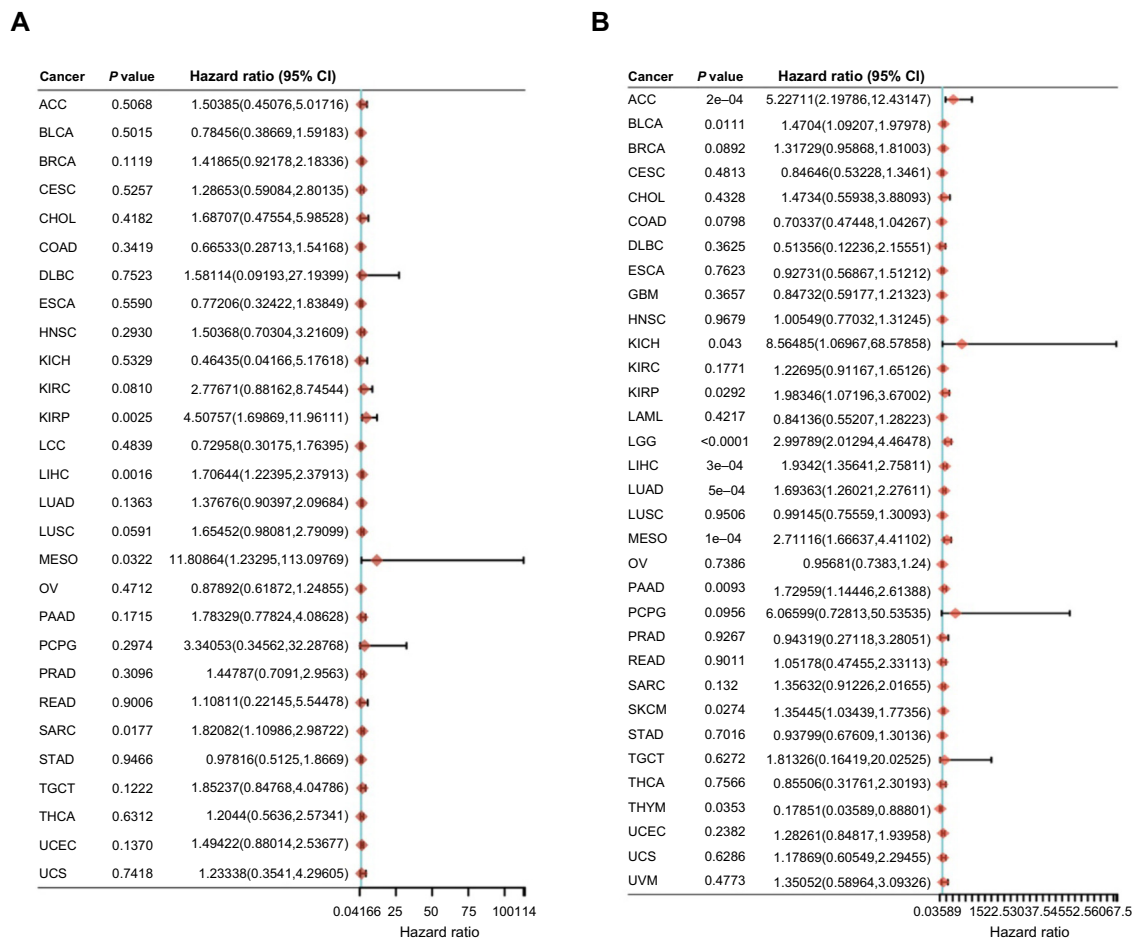 A
Cancer P value Hazard ratio (95% CI)
ACC 0.5068 1.50385(0.45076,5.01716)
BLCA 0.5015 0.78456(0.38669,1.59183)
BRCA 0.1119 1.41865(0.92178,2.18336)
CESC 0.5257 1.28653(0.59084,2.80135)
CHOL 0.4182 1.68707(0.47554,5.98528)
COAD 0.3419 0.66533(0.28713,1.54168)
DLBC 0.7523 1.58114(0.09193,27.19399)
ESCA 0.5590 0.77206(0.32422,1.83849)
HNSC 0.2930 1.50368(0.70304,3.21609)
KICH 0.5329 0.46435(0.04166,5.17618)
KIRC 0.0810 2.77671(0.88162,8.74544)
KIRP 0.0025 4.50757(1.69869,11.96111)
LCC 0.4839 0.72958(0.30175,1.76395)
LIHC 0.0016 1.70644(1.22395,2.37913)
LUAD 0.1363 1.37676(0.90397,2.09684)
LUSC 0.0591 1.65452(0.98081,2.79099)
MESO 0.0322 11.80864(1.23295,113.09769)
OV 0.4712 0.87892(0.61872,1.24855)
PAAD 0.1715 1.78329(0.77824,4.08628)
PCPG 0.2974 3.34053(0.34562,32.28768)
PRAD 0.3096 1.44787(0.7091,2.9563)
READ 0.9006 1.10811(0.22145,5.54478)
SARC 0.0177 1.82082(1.10986,2.98722)
STAD 0.9466 0.97816(0.5125,1.8669)
TGCT 0.1222 1.85237(0.84768,4.04786)
THCA 0.6312 1.2044(0.5636,2.57341)
UCEC 0.1370 1.49422(0.88014,2.53677)
UCS 0.7418 1.23338(0.3541,4.29605)
0.04166 25 50 75 100114
Hazard ratio
B
Cancer P value Hazard ratio (95% CI)
ACC 2e–04 5.22711(2.19786,12.43147)
BLCA 0.0111 1.4704(1.09207,1.97978)
BRCA 0.0892 1.31729(0.95868,1.81003)
CESC 0.4813 0.84646(0.53228,1.3461)
CHOL 0.4328 1.4734(0.55938,3.88093)
COAD 0.0798 0.70337(0.47448,1.04267)
DLBC 0.3625 0.51356(0.12236,2.15551)
ESCA 0.7623 0.92731(0.56867,1.51212)
GBM 0.3657 0.84732(0.59177,1.21323)
HNSC 0.9679 1.00549(0.77032,1.31245)
KICH 0.043 8.56485(1.06967,68.57858)
KIRC 0.1771 1.22695(0.91167,1.65126)
KIRP 0.0292 1.98346(1.07196,3.67002)
LAML 0.4217 0.84136(0.55207,1.28223)
LGG <0.0001 2.99789(2.01294,4.46478)
LIHC 3e–04 1.9342(1.35641,2.75811)
LUAD 5e–04 1.69363(1.26021,2.27611)
LUSC 0.9506 0.99145(0.75559,1.30093)
MESO 1e–04 2.71116(1.66637,4.41102)
OV 0.7386 0.95681(0.7383,1.24)
PAAD 0.0093 1.72959(1.14446,2.61388)
PCPG 0.0956 6.06599(0.72813,50.53535)
PRAD 0.9267 0.94319(0.27118,3.28051)
READ 0.9011 1.05178(0.47455,2.33113)
SARC 0.132 1.35632(0.91226,2.01655)
SKCM 0.0274 1.35445(1.03439,1.77356)
STAD 0.7016 0.93799(0.67609,1.30136)
TGCT 0.6272 1.81326(0.16419,20.02525)
THCA 0.7566 0.85506(0.31761,2.30193)
THYM 0.0353 0.17851(0.03589,0.88801)
UCEC 0.2382 1.28261(0.84817,1.93958)
UCS 0.6286 1.17869(0.60549,2.29455)
UVM 0.4773 1.35052(0.58964,3.09326)
0.03589 1522.53037.54552.56067.5
Hazard ratio